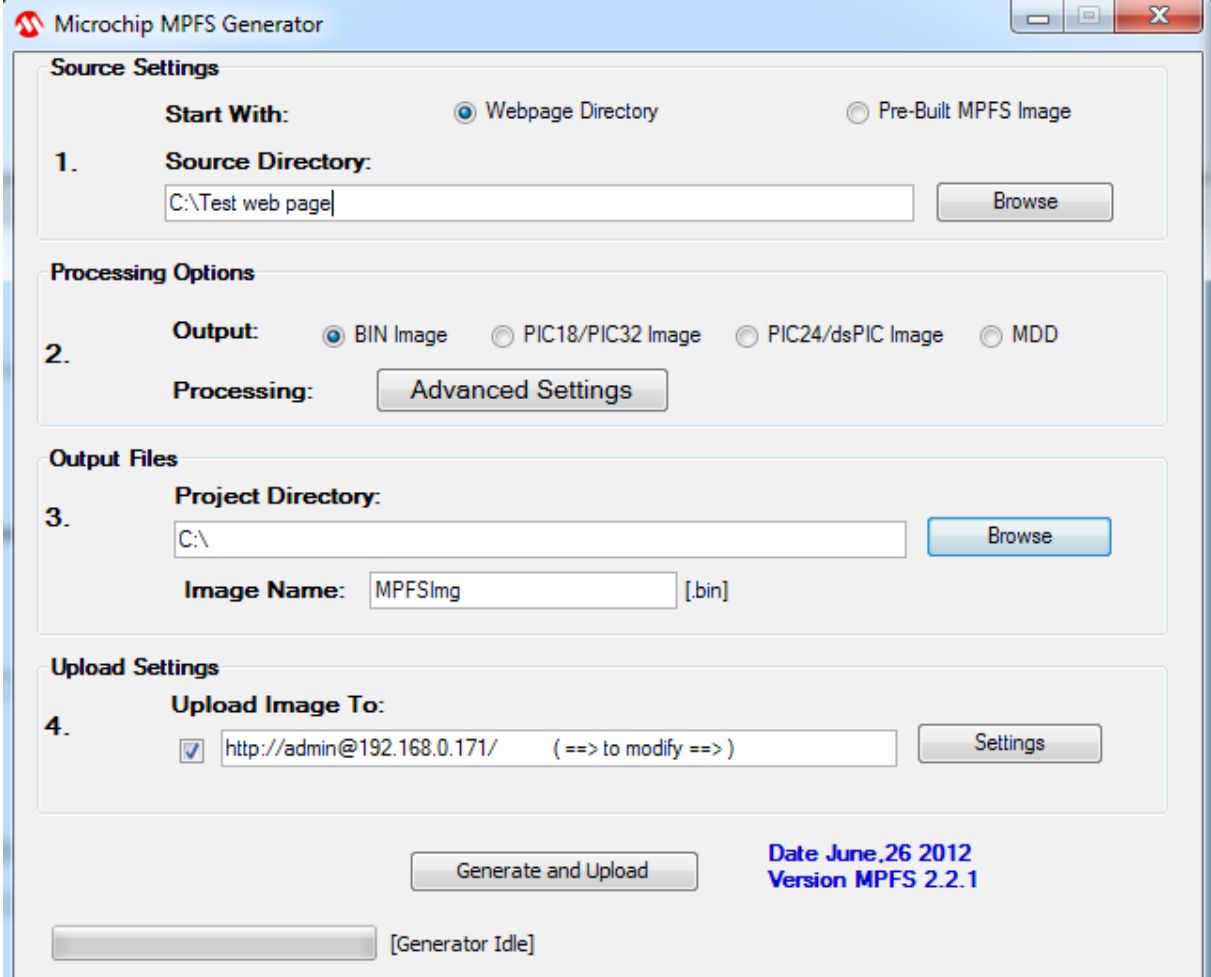 Microchip MPFS Generator
Source Settings
Start With: Webpage Directory Pre-Built MPFS Image
1. Source Directory:
C:\Test web page Browse
Processing Options
2. Output: BIN Image PIC18/PIC32 Image PIC24/dsPIC Image MDD
Processing: Advanced Settings
Output Files
3. Project Directory:
C:\ Browse
Image Name: MPFSImg [.bin]
Upload Settings
4. Upload Image To:
http://admin@192.168.0.171/ ( ==> to modify ==> ) Settings
Generate and Upload
Date June,26 2012
Version MPFS 2.2.1
[Generator Idle]